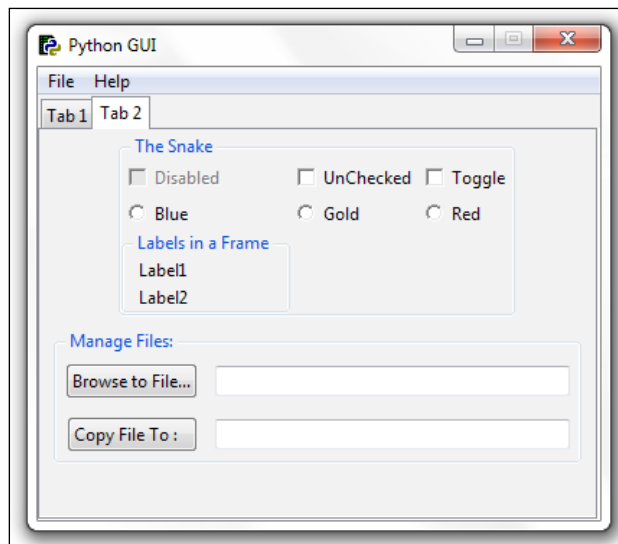 Python GUI
File Help
Tab 1 Tab 2
The Snake
Disabled UnChecked Toggle
Blue Gold Red
Labels in a Frame
Label1
Label2
Manage Files:
Browse to File...
Copy File To :